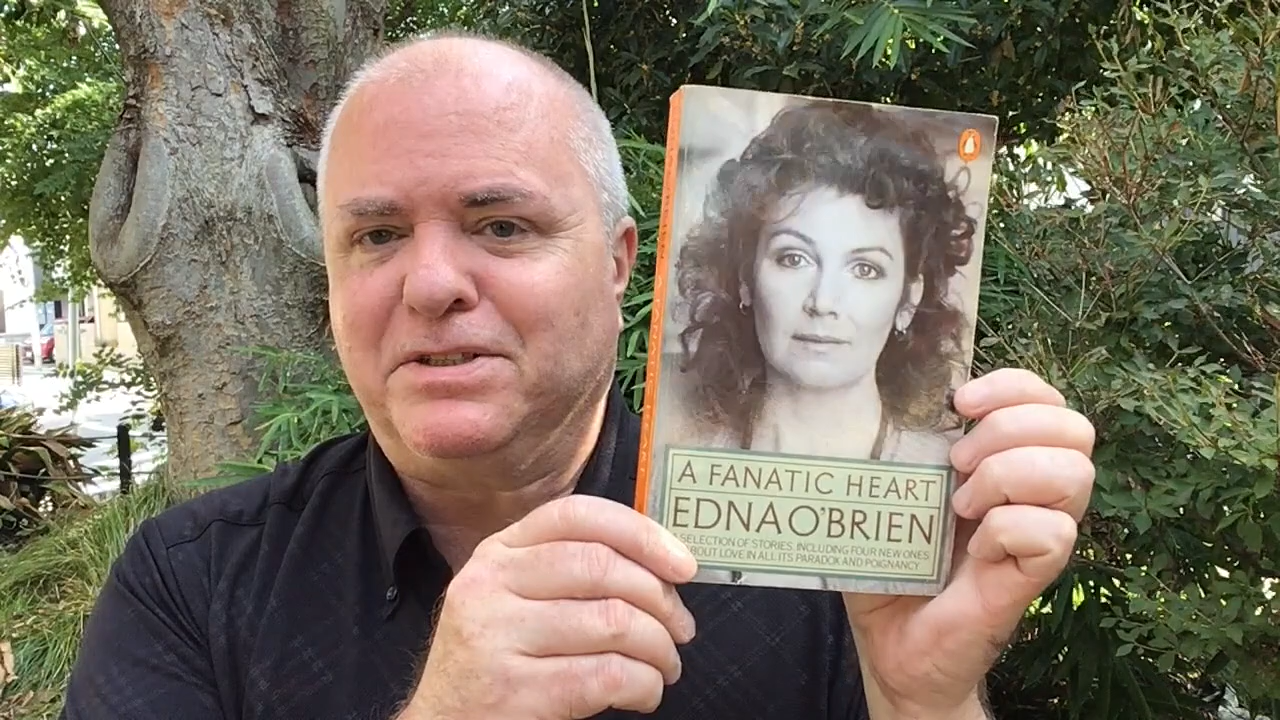 A FANATIC HEART
EDNA O'BRIEN
SELECTION OF STORIES, INCLUDING FOUR NEW ONES
ABOUT LOVE IN ALL ITS PARADOX AND POIGNANCY